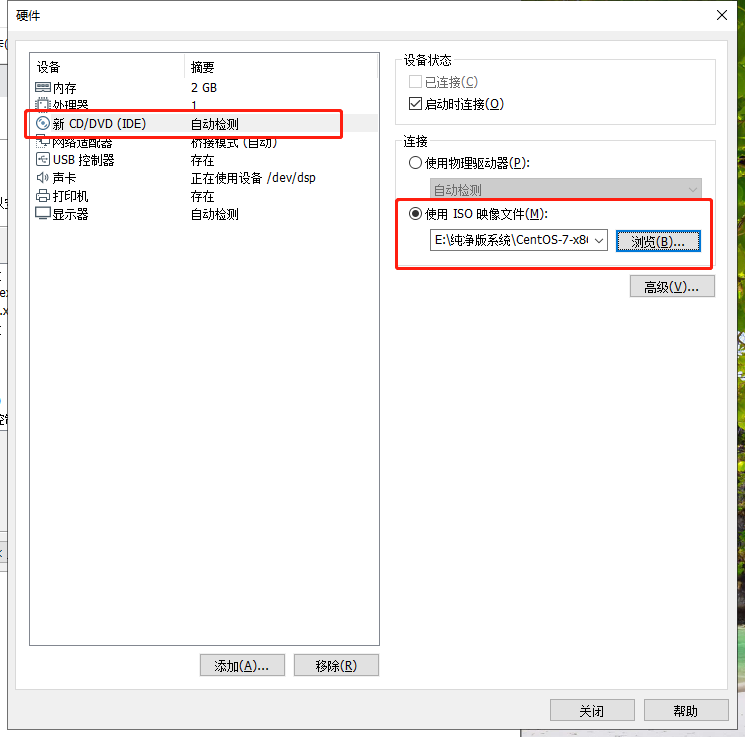 硬件
设备 摘要
内存 2 GB
处理器 1
新 CD/DVD (IDE) 自动检测
网络适配器 桥接模式 (自动)
USB 控制器 存在
声卡 正在使用设备 /dev/dsp
打印机 存在
显示器 自动检测
添加(A)... 移除(R)
设备状态
已连接(C)
启动时连接(O)
连接
使用物理驱动器(P):
自动检测
使用 ISO 映像文件(M):
E:\纯净版系统\CentOS-7-x8 浏览(B)...
高级(V)...
关闭 帮助